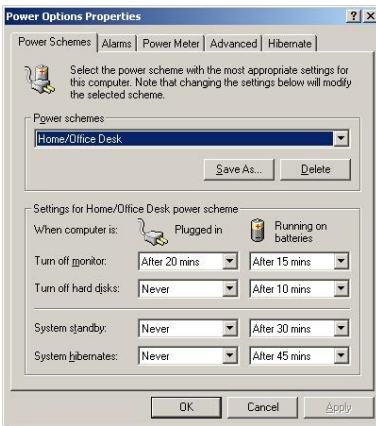 Power Options Properties
Power Schemes Alarms Power Meter Advanced Hibernate
Select the power scheme with the most appropriate settings for
this computer. Note that changing the settings below will modify
the selected scheme.
Power schemes
Home/Office Desk
Save As... Delete
Settings for Home/Office Desk power scheme
When computer is: Plugged in Running on
batteries
Turn off monitor: After 20 mins After 15 mins
Turn off hard disks: Never After 10 mins
System standby: Never After 30 mins
System hibernates: Never After 45 mins
OK Cancel Apply